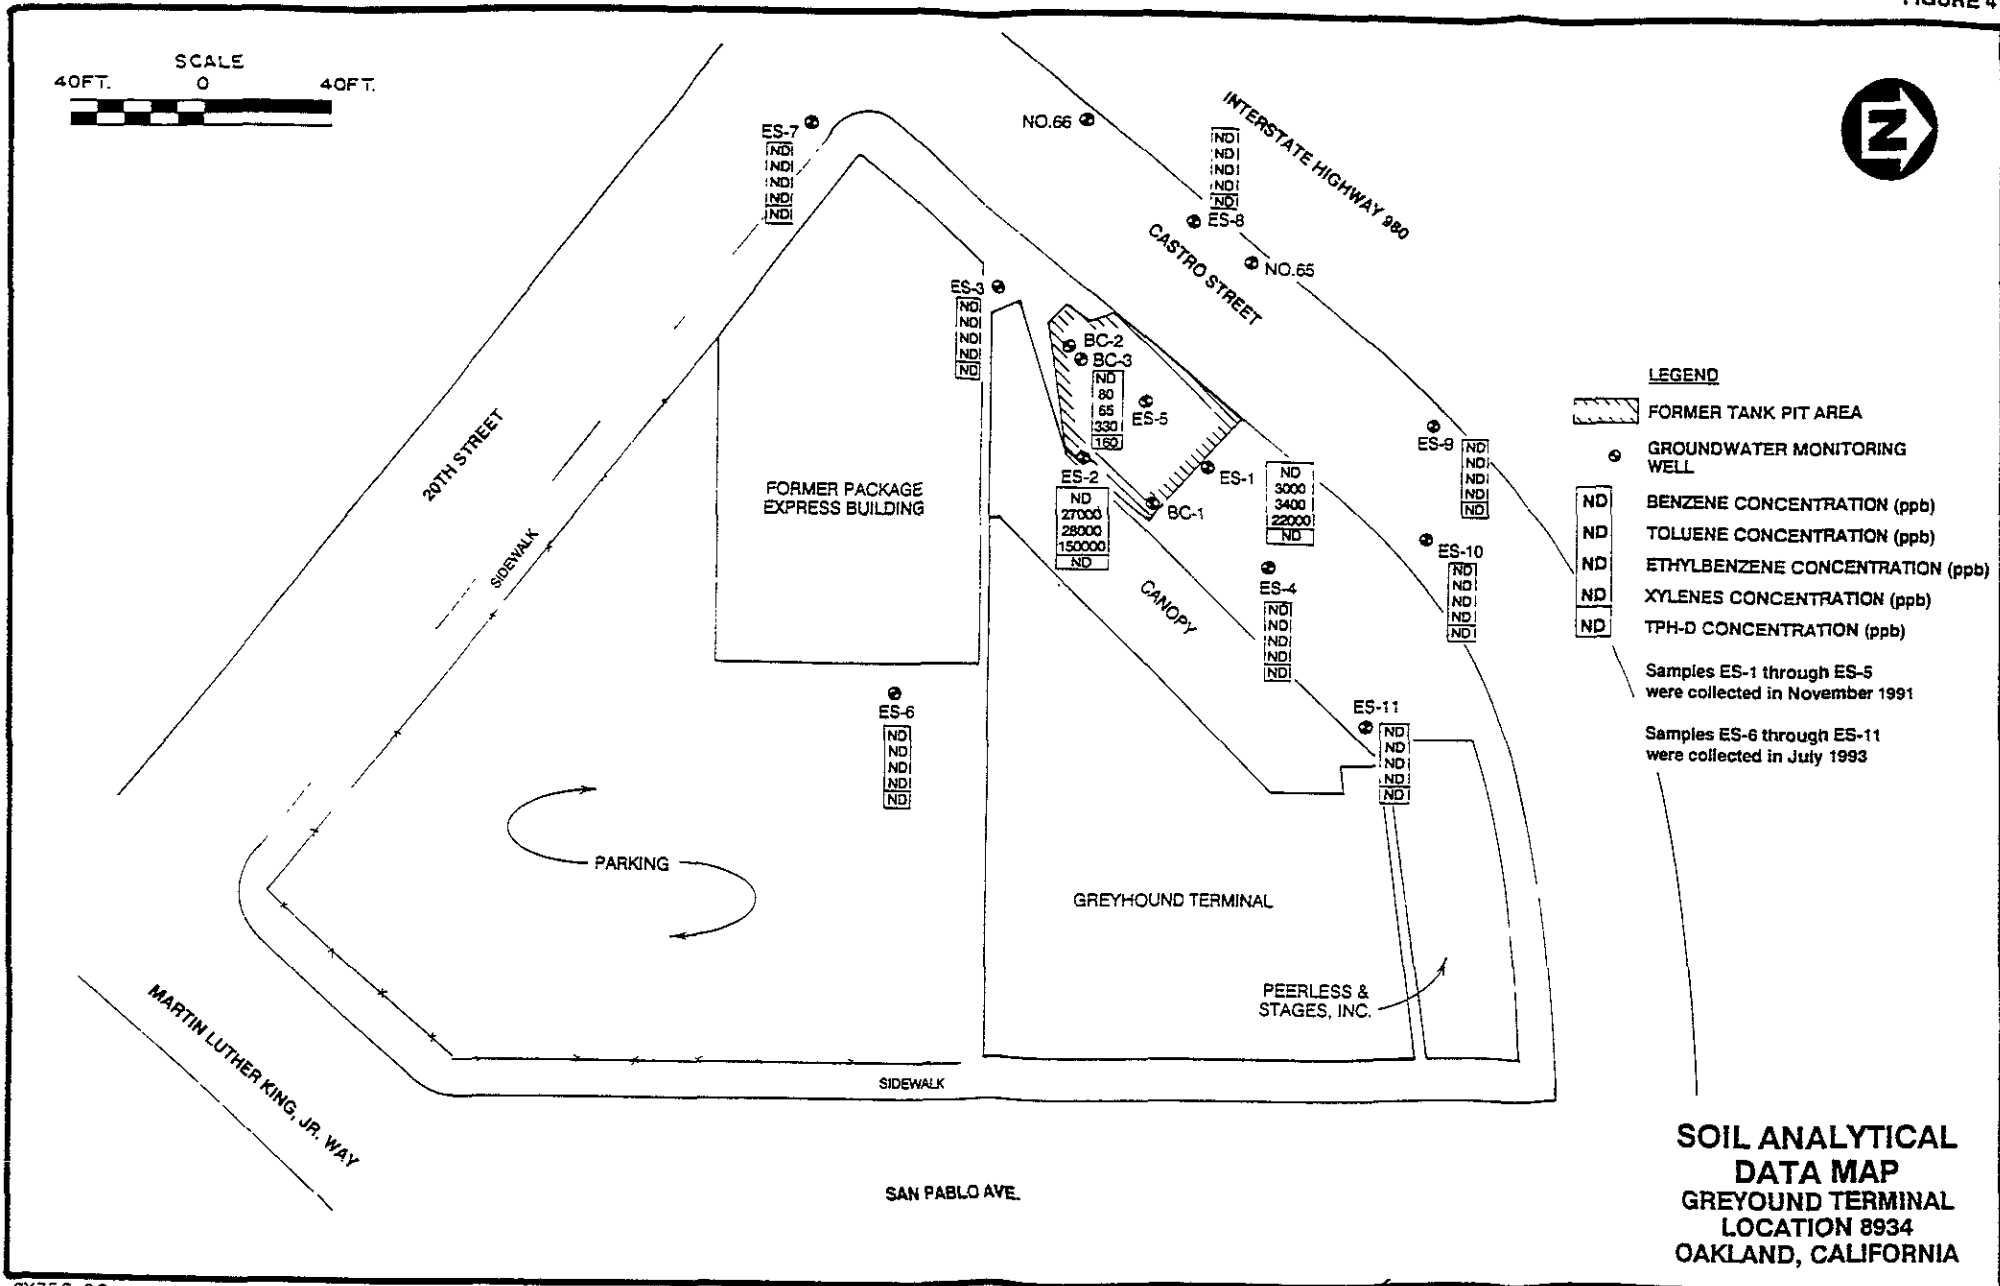 FIGURE 4
SCALE
40FT. 0 40FT.
N
ES-7
ND
ND
ND
ND
ND
NO.66
INTERSTATE HIGHWAY 980
ND
ND
ND
ND
ND
ES-8
CASTRO STREET
NO.65
ES-3
ND
ND
ND
ND
ND
BC-2
BC-3
ND
80
65
330
160
ES-5
ES-2
ND
27000
28000
150000
ND
BC-1
ES-1
ND
3000
3400
22000
ND
ES-9
ND
ND
ND
ND
ND
ES-10
ND
ND
ND
ND
ND
ES-4
ND
ND
ND
ND
ND
CANOPY
20TH STREET
SIDEWALK
FORMER PACKAGE
EXPRESS BUILDING
ES-6
ND
ND
ND
ND
ND
ES-11
ND
ND
ND
ND
ND
PARKING
GREYHOUND TERMINAL
PEERLESS &
STAGES, INC.
SIDEWALK
MARTIN LUTHER KING, JR. WAY
SAN PABLO AVE.
LEGEND
FORMER TANK PIT AREA
GROUNDWATER MONITORING
WELL
ND BENZENE CONCENTRATION (ppb)
ND TOLUENE CONCENTRATION (ppb)
ND ETHYLBENZENE CONCENTRATION (ppb)
ND XYLENES CONCENTRATION (ppb)
ND TPH-D CONCENTRATION (ppb)
Samples ES-1 through ES-5
were collected in November 1991
Samples ES-6 through ES-11
were collected in July 1993
SOIL ANALYTICAL
DATA MAP
GREYOUND TERMINAL
LOCATION 8934
OAKLAND, CALIFORNIA